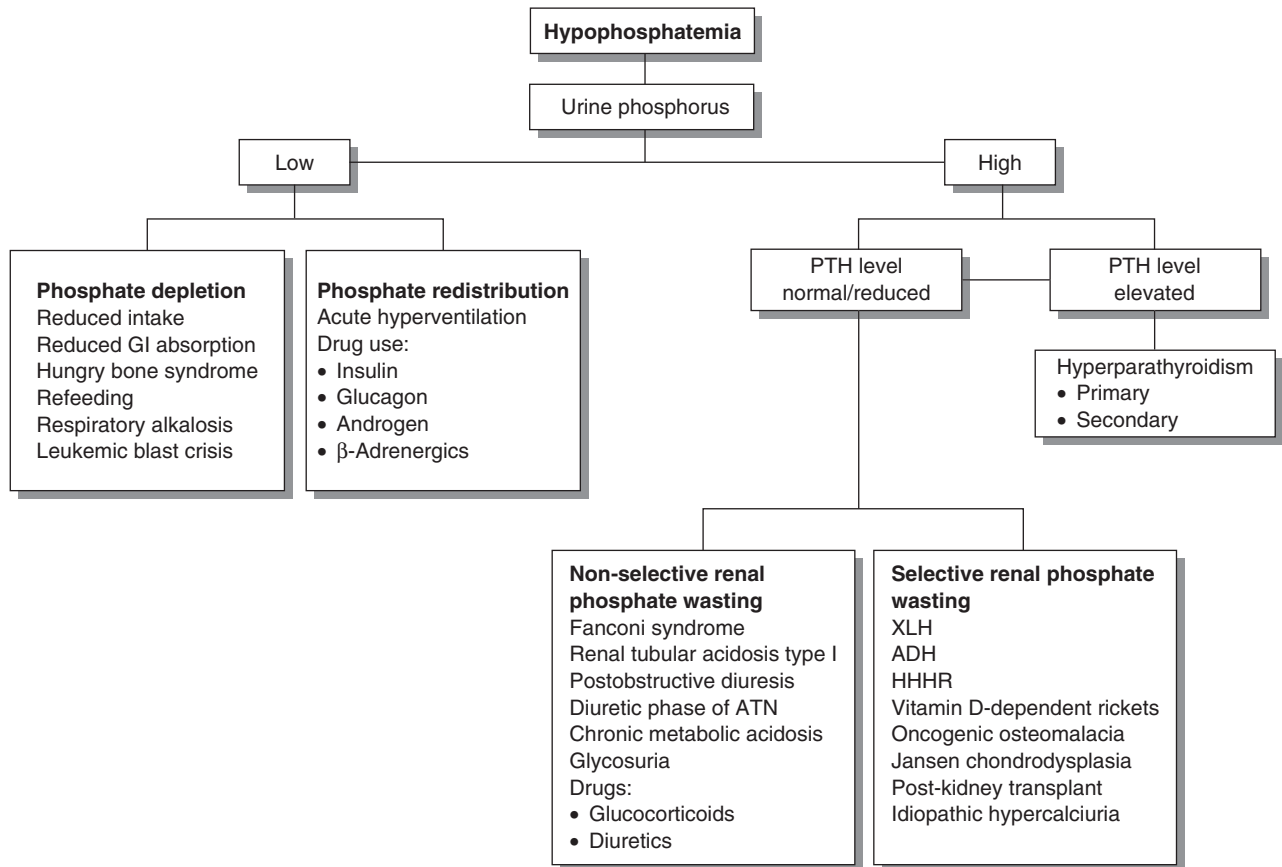 Hypophosphatemia
Urine phosphorus
Low
High
Phosphate depletion
Reduced intake
Reduced GI absorption
Hungry bone syndrome
Refeeding
Respiratory alkalosis
Leukemic blast crisis
Phosphate redistribution
Acute hyperventilation
Drug use:
• Insulin
• Glucagon
• Androgen
• β-Adrenergics
PTH level
normal/reduced
PTH level
elevated
Hyperparathyroidism
• Primary
• Secondary
Non-selective renal
phosphate wasting
Fanconi syndrome
Renal tubular acidosis type I
Postobstructive diuresis
Diuretic phase of ATN
Chronic metabolic acidosis
Glycosuria
Drugs:
• Glucocorticoids
• Diuretics
Selective renal phosphate
wasting
XLH
ADH
HHHR
Vitamin D-dependent rickets
Oncogenic osteomalacia
Jansen chondrodysplasia
Post-kidney transplant
Idiopathic hypercalciuria